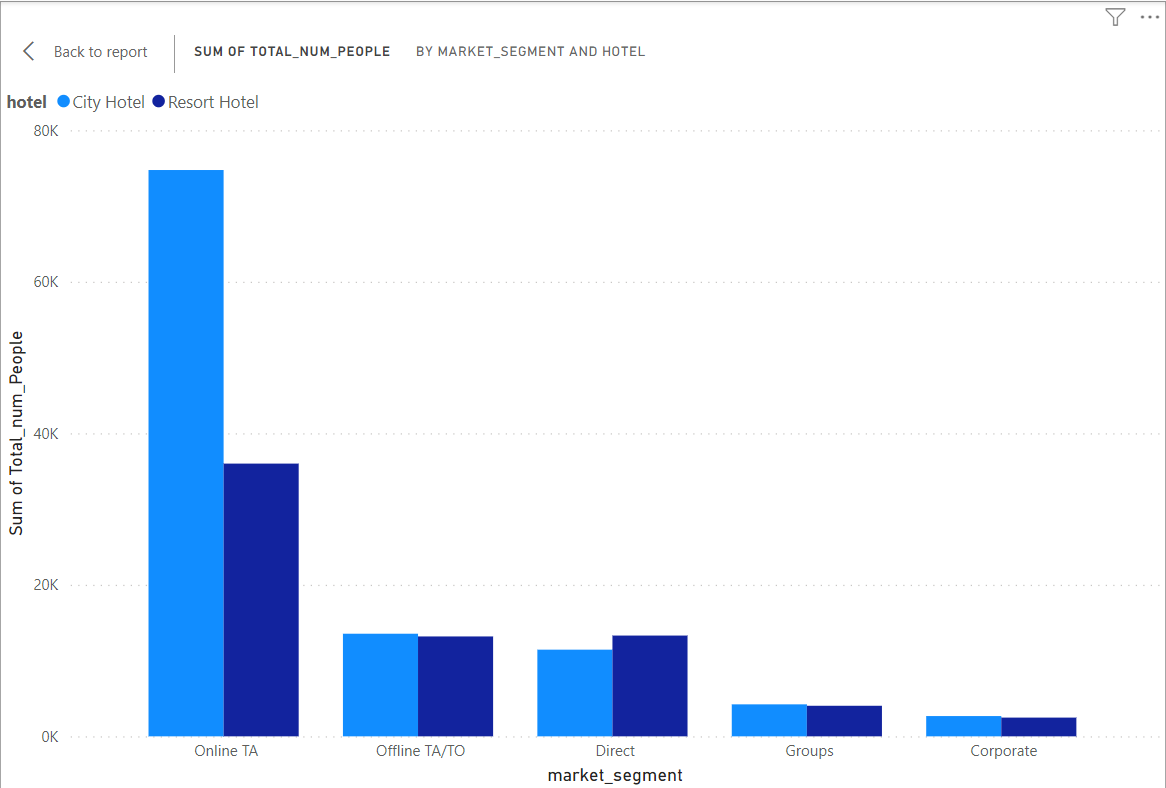 Back to report
SUM OF TOTAL_NUM_PEOPLE BY MARKET_SEGMENT AND HOTEL
hotel City Hotel Resort Hotel
80K
60K
40K
20K
0K
Sum of Total_num_People
Online TA Offline TA/TO Direct Groups Corporate
market_segment